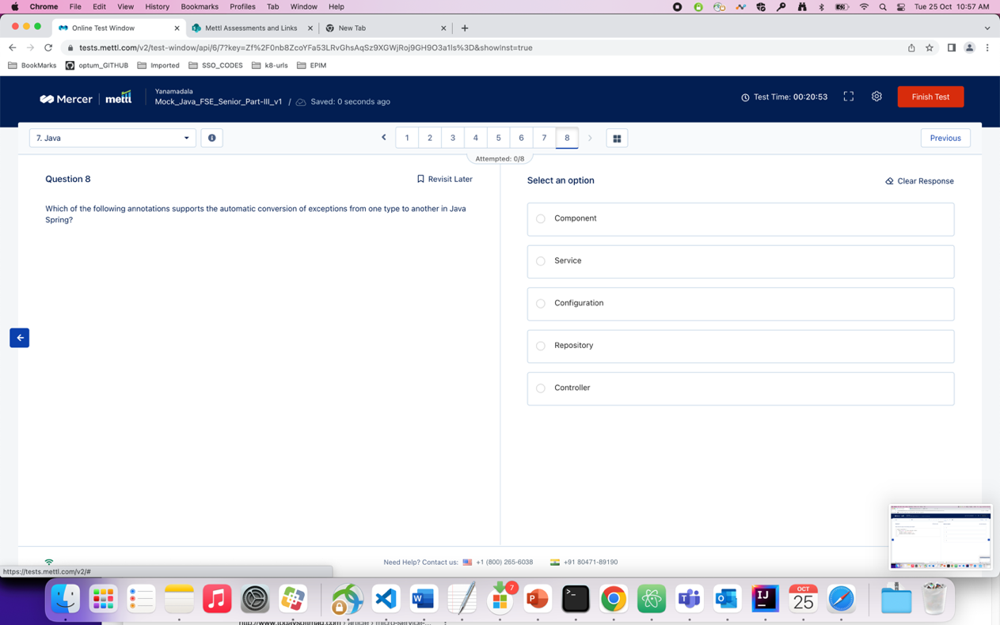 Chrome File Edit View History Bookmarks Profiles Tab Window Help
Tue 25 Oct 10:57 AM
Online Test Window
Mettl Assessments and Links
New Tab
tests.mettl.com/v2/test-window/api/6/7?key=Zf%2F0nb8ZcoYFa53LRvGhsAqSz9XGWjRoj9GH9O3a1ls%3D&showInst=true
BookMarks optum_GITHUB Imported SSO_CODES k8-urls EPIM
Mercer mettl
Yanamadala
Mock_Java_FSE_Senior_Part-III_v1 / Saved: 0 seconds ago
Test Time: 00:20:53
Finish Test
7. Java
1 2 3 4 5 6 7 8
Previous
Attempted: 0/8
Question 8
Revisit Later
Which of the following annotations supports the automatic conversion of exceptions from one type to another in Java
Spring?
Select an option
Clear Response
Component
Service
Configuration
Repository
Controller
Need Help? Contact us: +1 (800) 265-6038 +91 80471-89190
https://tests.mettl.com/v2/#
7
OCT
25
IJ
W
P